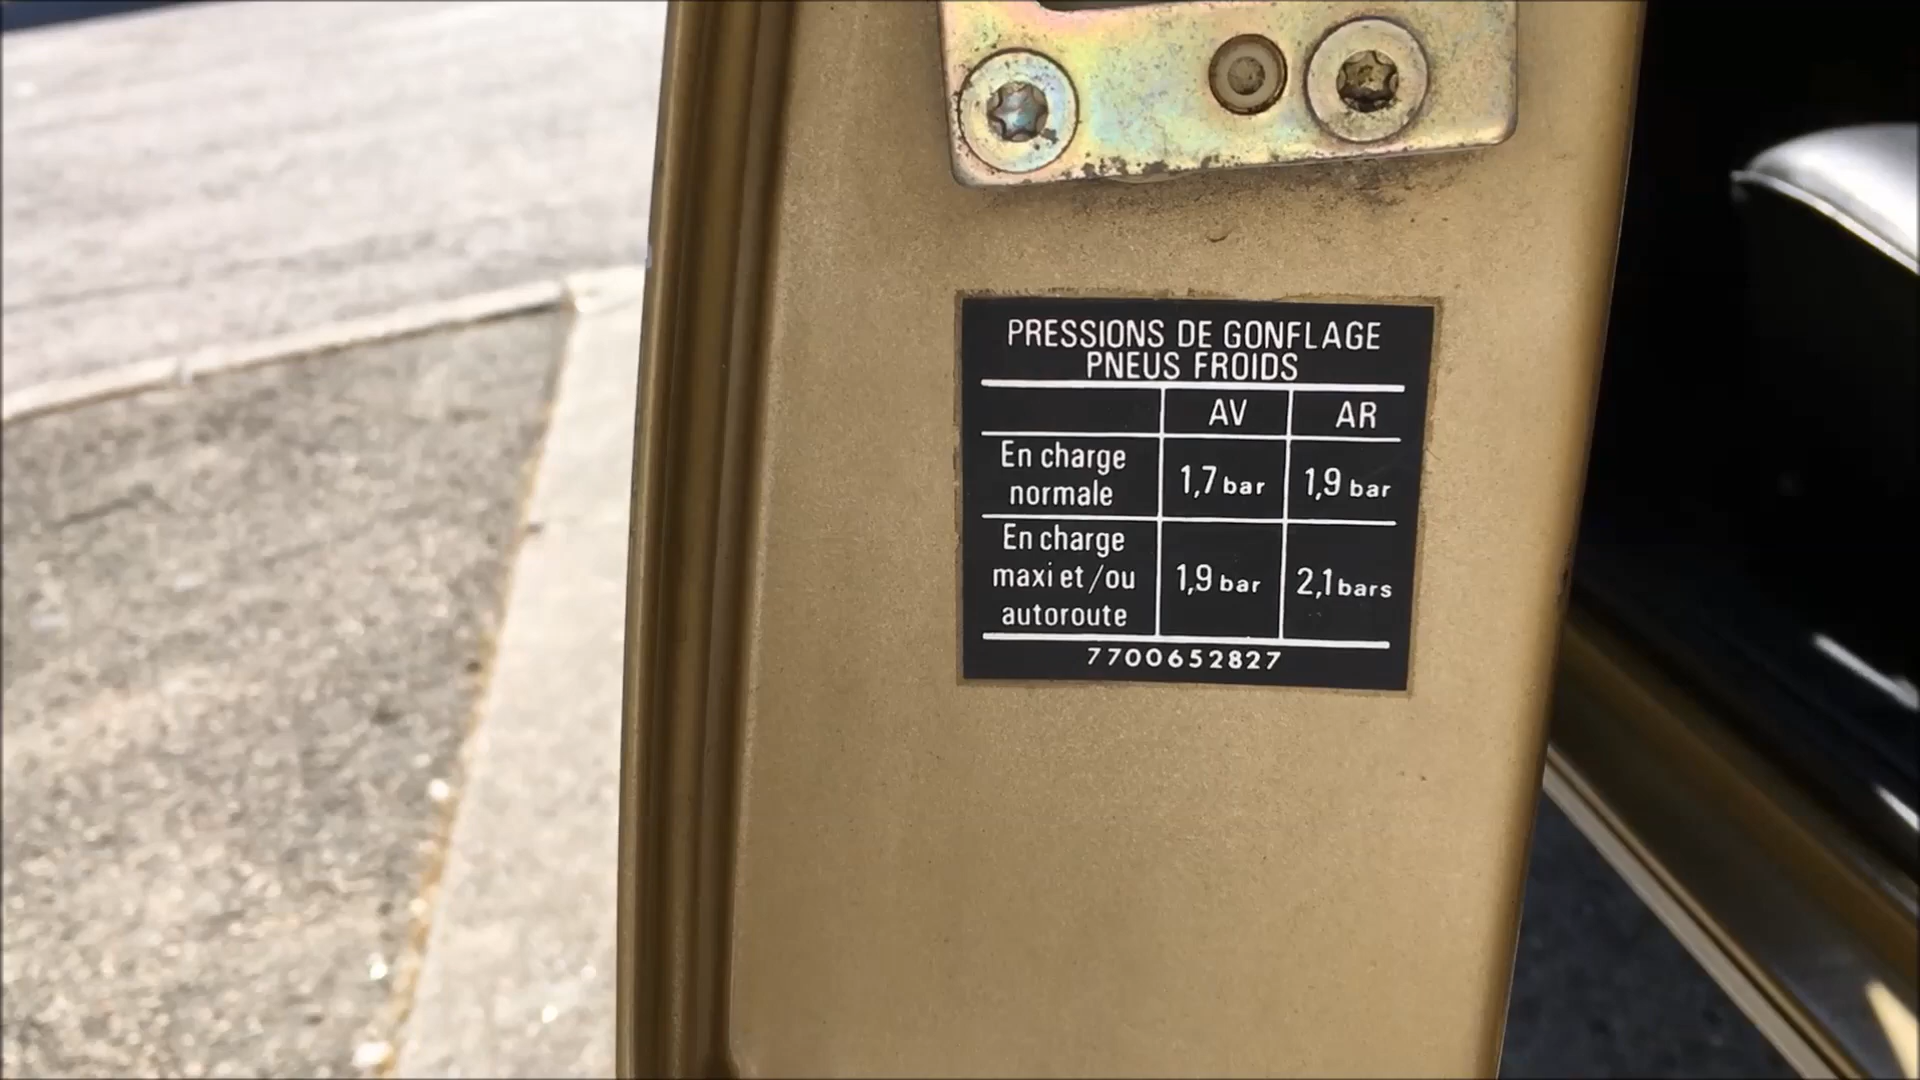 PRESSIONS DE GONFLAGE
PNEUS FROIDS
AV AR
En charge
normale
1,7 bar 1,9 bar
En charge
maxi et /ou
autoroute
1,9 bar 2,1 bars
7700652827